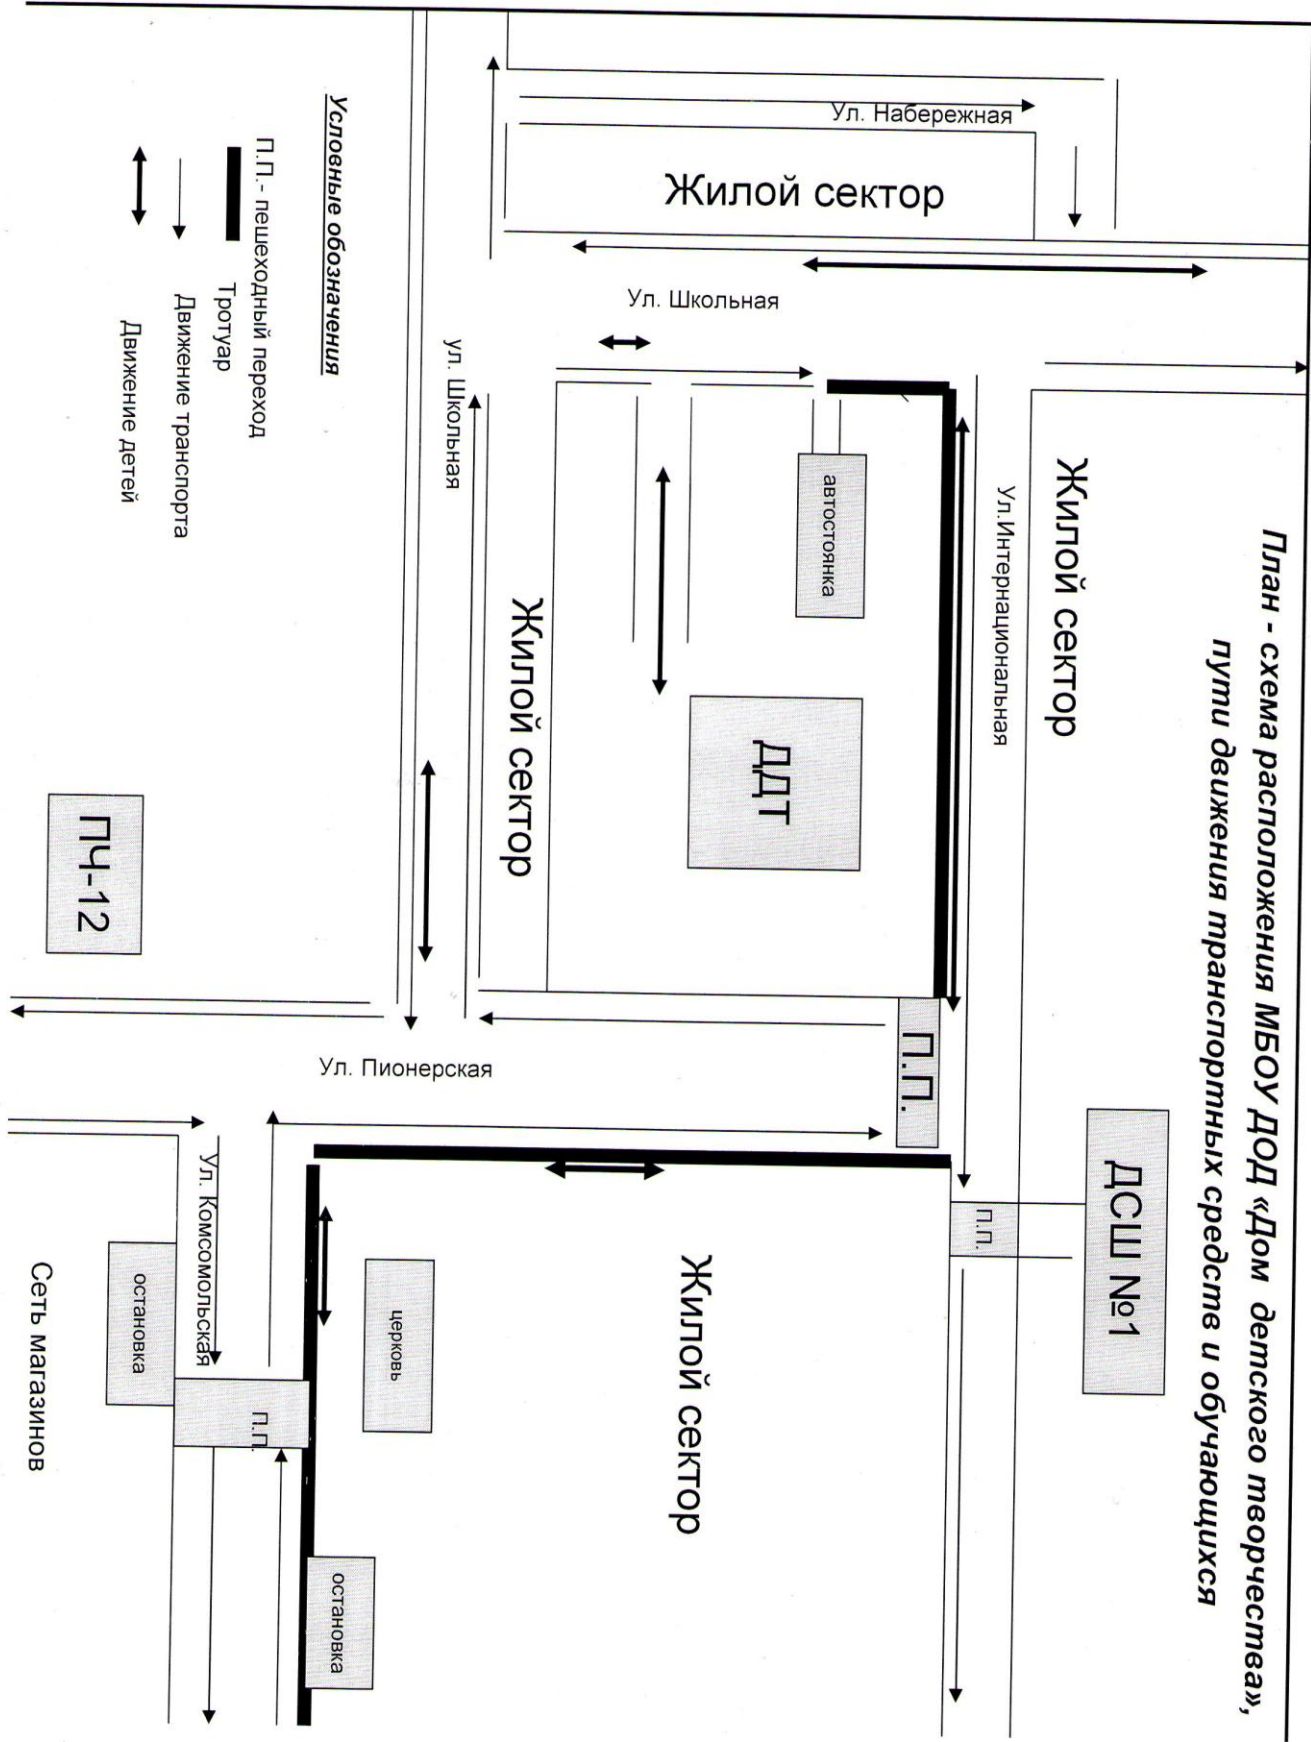 План - схема расположения МБОУ ДОД «Дом детского творчества»,
пути движения транспортных средств и обучающихся
Ул. Набережная
Жилой сектор
Ул. Школьная
Жилой сектор
Ул.Интернациональная
автостоянка
ДДТ
Жилой сектор
ул. Школьная
ДСШ №1
П.П.
П.П.
Ул. Пионерская
Жилой сектор
церковь
остановка
П.П.
Ул. Комсомольская
остановка
Сеть магазинов
ПЧ-12
Условные обозначения
П.П.- пешеходный переход
Тротуар
Движение транспорта
Движение детей